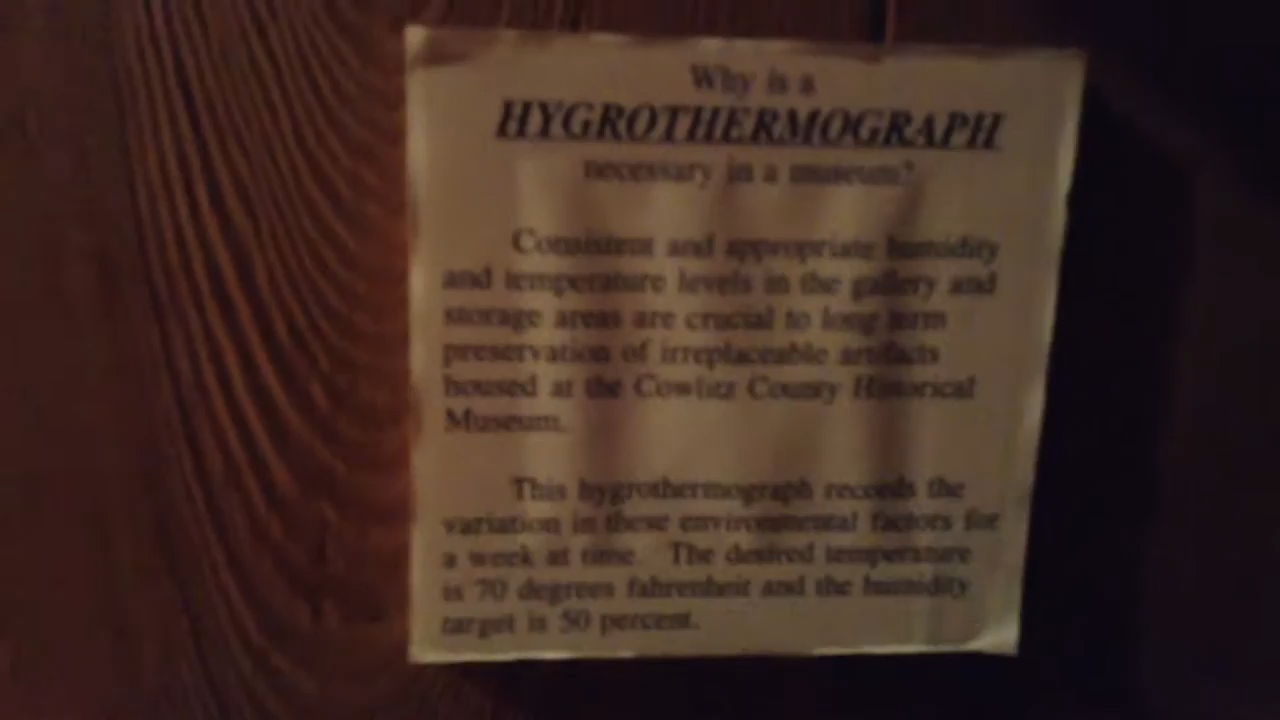 Why is a
HYGROTHERMOGRAPH
necessary in a museum?
Consistent and appropriate humidity
and temperature levels in the gallery and
storage areas are crucial to long term
preservation of irreplaceable artifacts
housed at the Cowlitz County Historical
Museum.
This hygrothermograph records the
variation in these environmental factors for
a week at time. The desired temperature
is 70 degrees fahrenheit and the humidity
target is 50 percent.